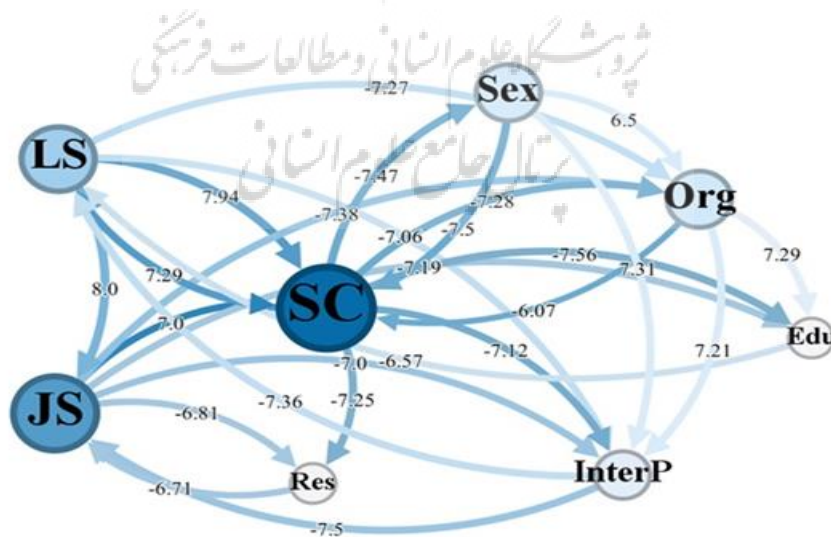 پژوهشگاه علوم انسانی و مطالعات فرهنگی
-7.27
Sex
6.5
LS
پرتال جامع علوم انسانی
-7.47
7.94
-7.38
-7.28
Org
-7.5
-7.06
-7.56
7.29
7.29
8.0
-7.19
7.31
SC
7.0
-6.07
Edu
-7.12
7.21
-7.0
-6.57
JS
-6.81
-7.25
-7.36
Res
InterP
-6.71
-7.5